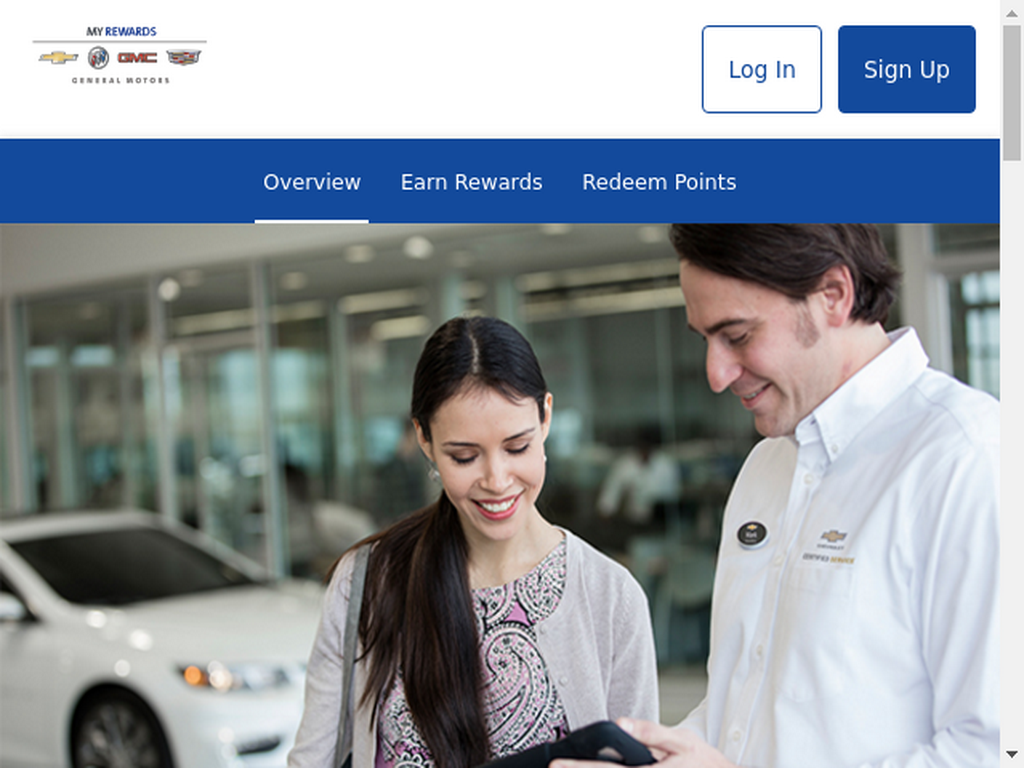 MY REWARDS
GMC
GENERAL MOTORS
Log In
Sign Up
Overview
Earn Rewards
Redeem Points
CHEVROLET
CERTIFIED SERVICE